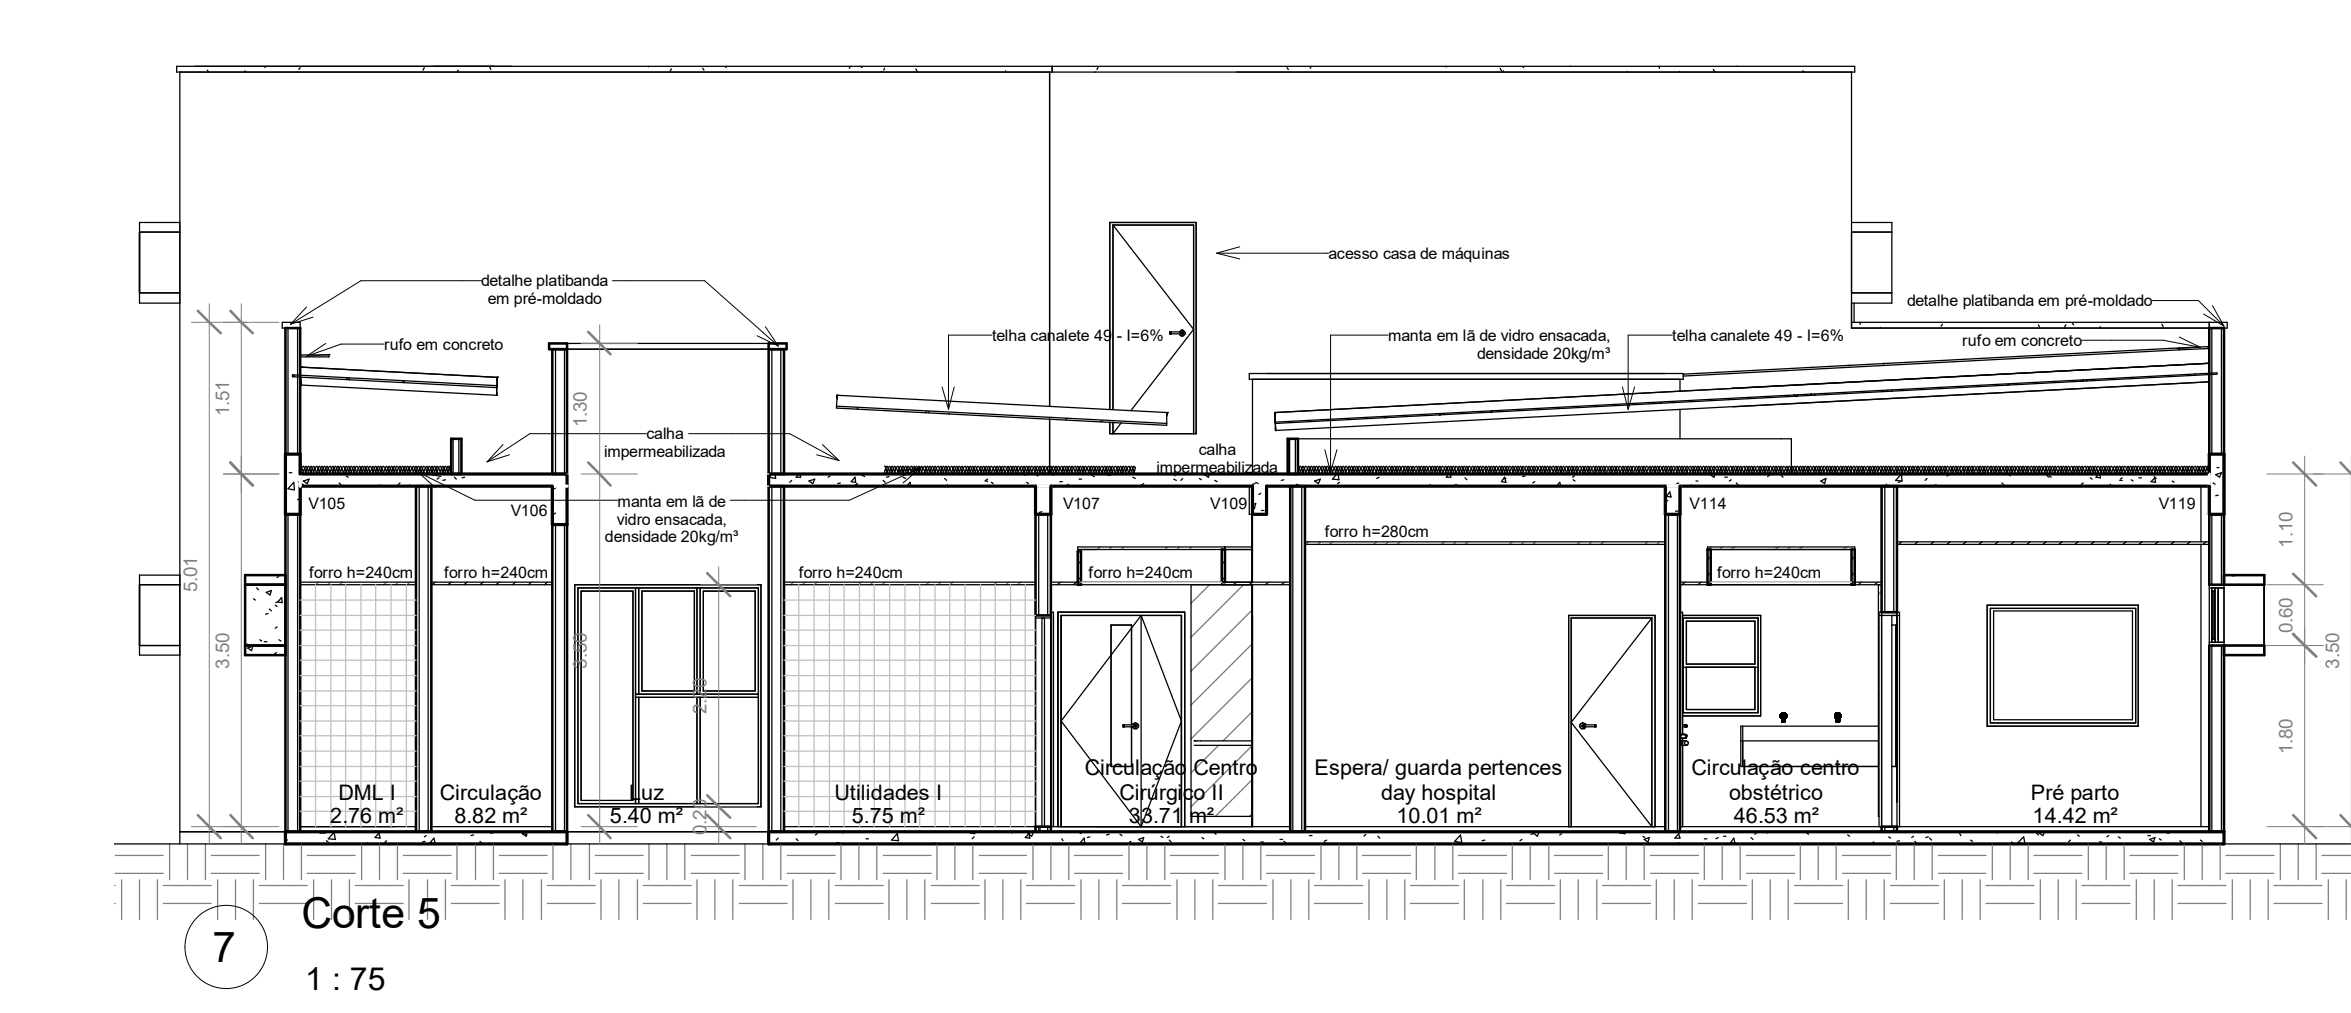 acesso casa de máquinas
detalhe platibanda
em pré-moldado
detalhe platibanda em pré-moldado
rufo em concreto
telha canalete 49 - I=6%
manta em lã de vidro ensacada,
densidade 20kg/m³
telha canalete 49 - I=6%
rufo em concreto
1.51
1.30
calha
impermeabilizada
calha
impermeabilizada
manta em lã de
vidro ensacada,
densidade 20kg/m³
V105
V106
V107
V109
V114
V119
forro h=280cm
1.10
5.01
forro h=240cm
forro h=240cm
forro h=240cm
forro h=240cm
forro h=240cm
0.60
3.50
3.50
1.80
DML I
2.76 m²
Circulação
8.82 m²
Luz
5.40 m²
Utilidades I
5.75 m²
Circulação Centro
Cirúrgico II
33.71 m²
Espera/ guarda pertences
day hospital
10.01 m²
Circulação centro
obstétrico
46.53 m²
Pré parto
14.42 m²
7
Corte 5
1 : 75